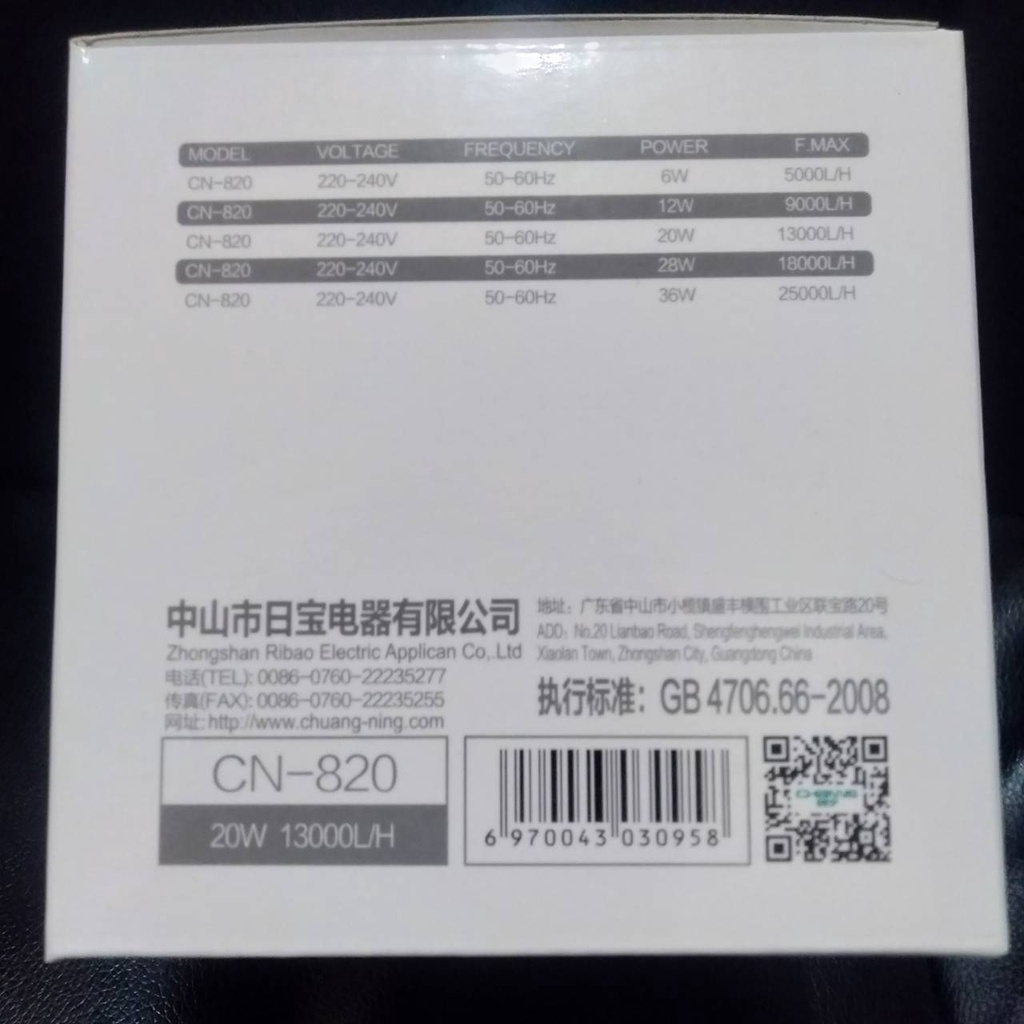 MODEL VOLTAGE FREQUENCY POWER F.MAX
CN-820 220-240V 50-60Hz 6W 5000L/H
CN-820 220-240V 50-60Hz 12W 9000L/H
CN-820 220-240V 50-60Hz 20W 13000L/H
CN-820 220-240V 50-60Hz 28W 18000L/H
CN-820 220-240V 50-60Hz 36W 25000L/H
中山市日宝电器有限公司
Zhongshan Ribao Electric Applican Co,.Ltd
电话(TEL): 0086-0760-22235277
传真(FAX): 0086-0760-22235255
网址: http://www.chuang-ning.com
地址：广东省中山市小榄镇盛丰横围工业区联宝路20号
ADD：No.20 Lianbao Road, Shengfenghengwei Industrial Area,
Xiaolan Town, Zhongshan City, Guangdong China
执行标准：GB 4706.66-2008
CN-820
20W 13000L/H
6 970043 030958